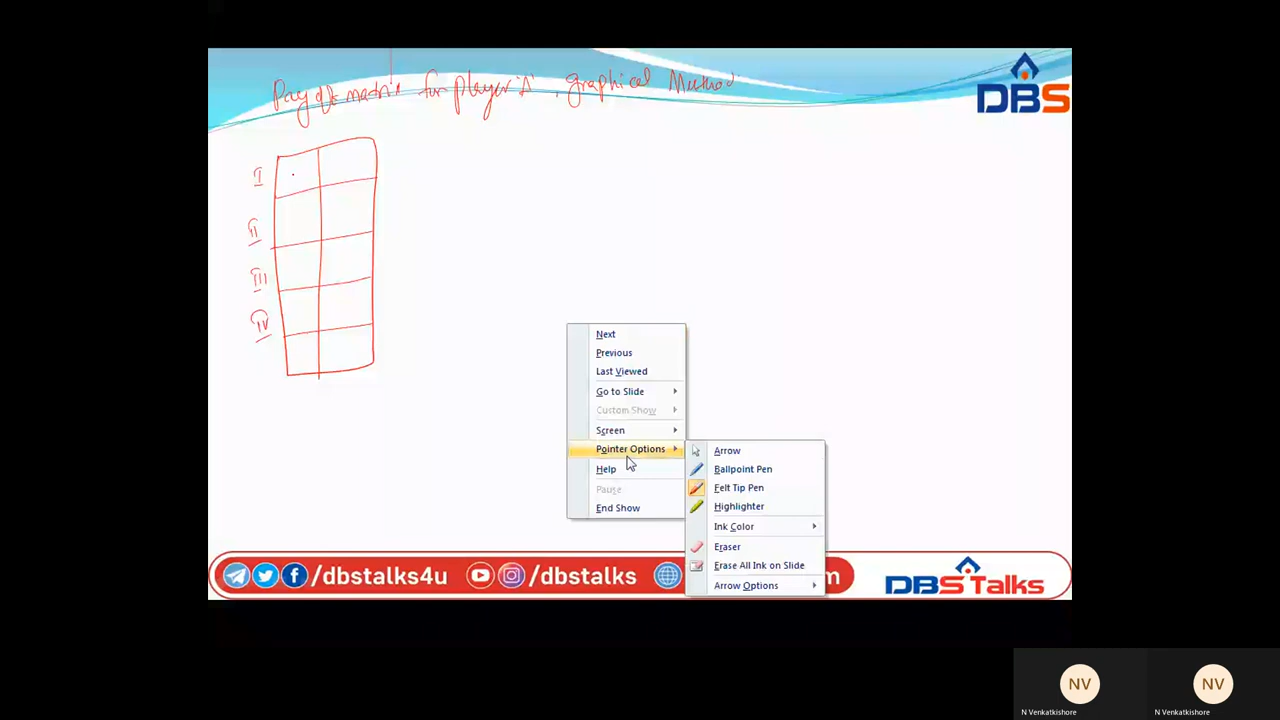 Pay off matrix for player 'A', graphical Method
DBS
I
II
III
IV
Next
Previous
Last Viewed
Go to Slide
Custom Show
Screen
Pointer Options
Help
Pause
End Show
Arrow
Ballpoint Pen
Felt Tip Pen
Highlighter
Ink Color
Eraser
Erase All Ink on Slide
Arrow Options
/dbstalks4u /dbstalks m
DBS Talks
NV NV
N Venkatkishore N Venkatkishore